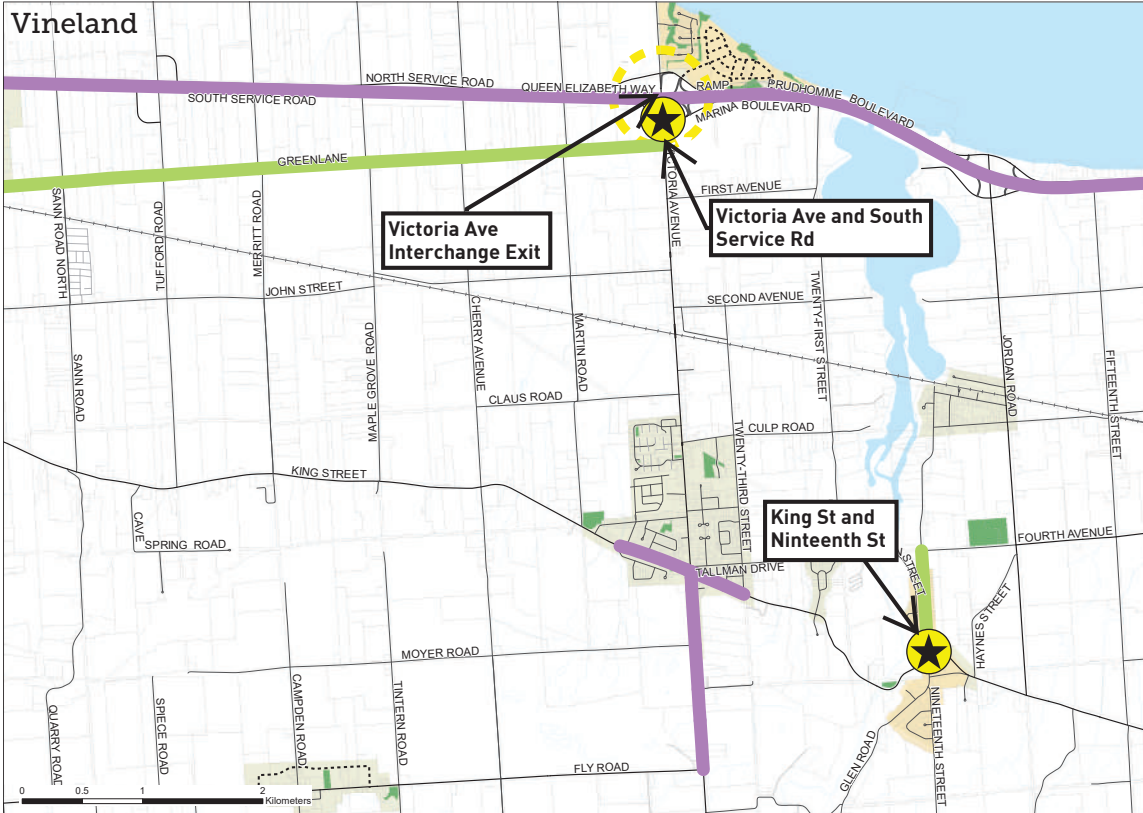 Vineland
NORTH SERVICE ROAD
QUEEN ELIZABETH WAY
RAMP
PRUDHOMME BOULEVARD
SOUTH SERVICE ROAD
MARINA BOULEVARD
GREENLANE
FIRST AVENUE
VICTORIA AVENUE
Victoria Ave
Interchange Exit
Victoria Ave and South
Service Rd
SANN ROAD NORTH
TUFFORD ROAD
MERRITT ROAD
JOHN STREET
SECOND AVENUE
TWENTY-FIRST STREET
CHERRY AVENUE
MARTIN ROAD
MAPLE GROVE ROAD
SANN ROAD
JORDAN ROAD
FIFTEENTH STREET
CLAUS ROAD
CULP ROAD
TWENTY-THIRD STREET
KING STREET
King St and
Ninteenth St
CAVE
SPRING ROAD
FOURTH AVENUE
TALLMAN DRIVE
STREET
HAYNES STREET
MOYER ROAD
QUARRY ROAD
SPIECE ROAD
CAMPDEN ROAD
TINTERN ROAD
GLEN ROAD
NINETEENTH STREET
FLY ROAD
0 0.5 1 2
Kilometers